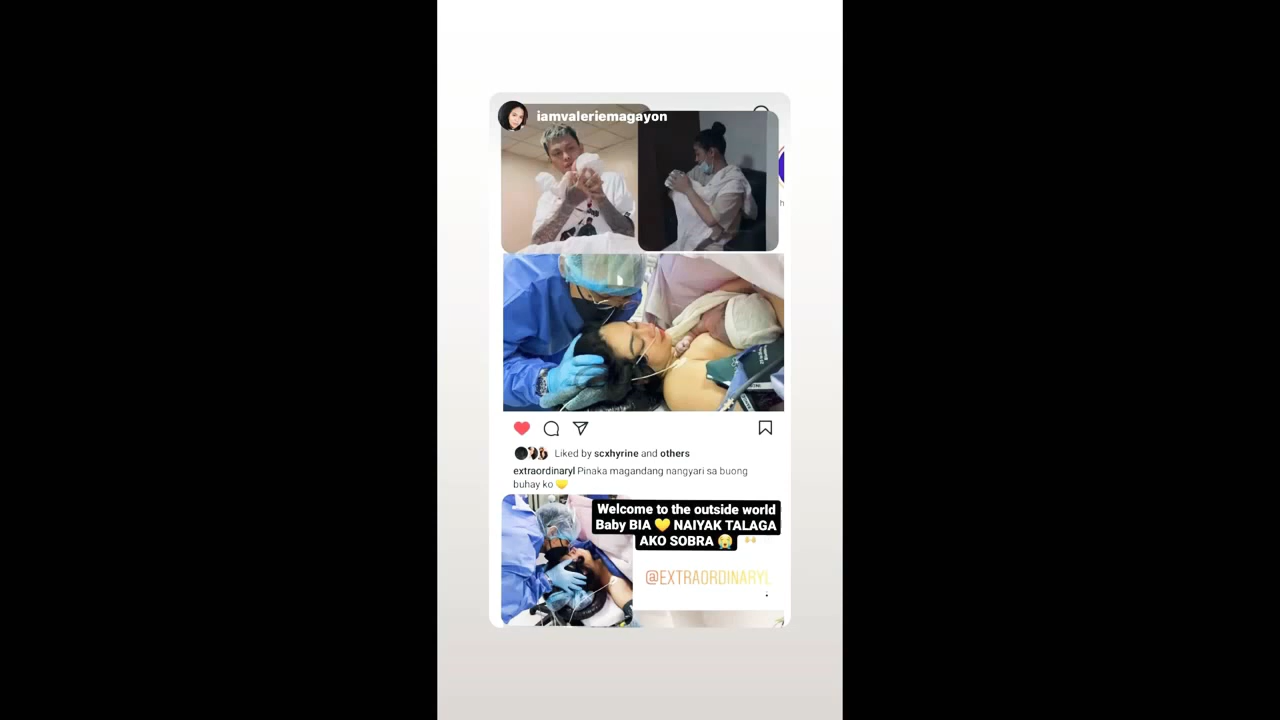 iamvaleriemagayon
h
Liked by scxhyrine and others
extraordinaryl Pinaka magandang nangyari sa buong
buhay ko 💛
Welcome to the outside world
Baby BIA 💛 NAIYAK TALAGA
AKO SOBRA 😭 🙌
@EXTRAORDINARYL